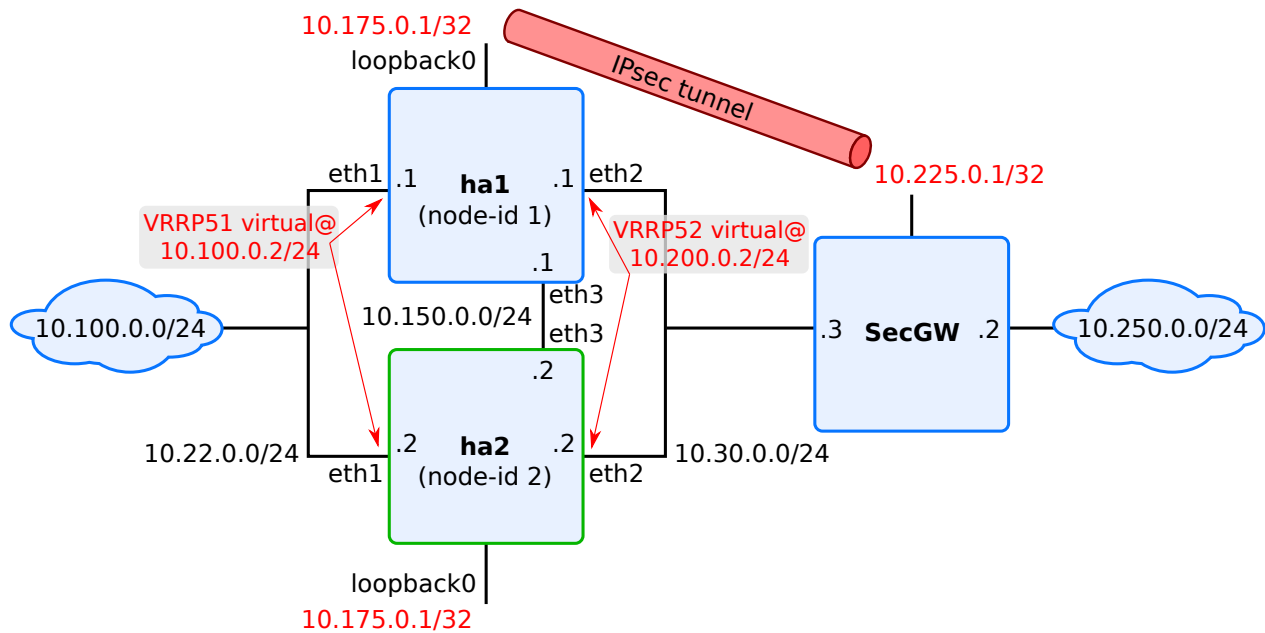 10.175.0.1/32
loopback0
IPsec tunnel
eth1
.1
ha1
(node-id 1)
.1
eth2
10.225.0.1/32
VRRP51 virtual@
10.100.0.2/24
VRRP52 virtual@
10.200.0.2/24
.1
eth3
10.150.0.0/24
eth3
10.100.0.0/24
.3
SecGW
.2
10.250.0.0/24
.2
.2
ha2
(node-id 2)
.2
10.22.0.0/24
eth1
eth2
10.30.0.0/24
loopback0
10.175.0.1/32